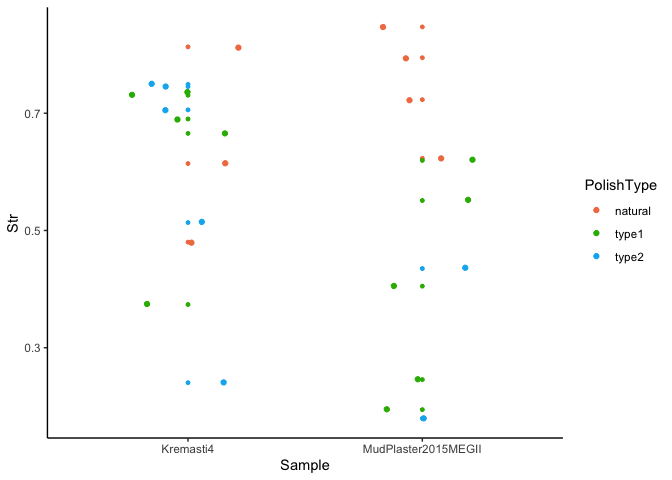 Str
0.7
0.5
0.3
Kremasti4
MudPlaster2015MEGII
Sample
PolishType
natural
type1
type2